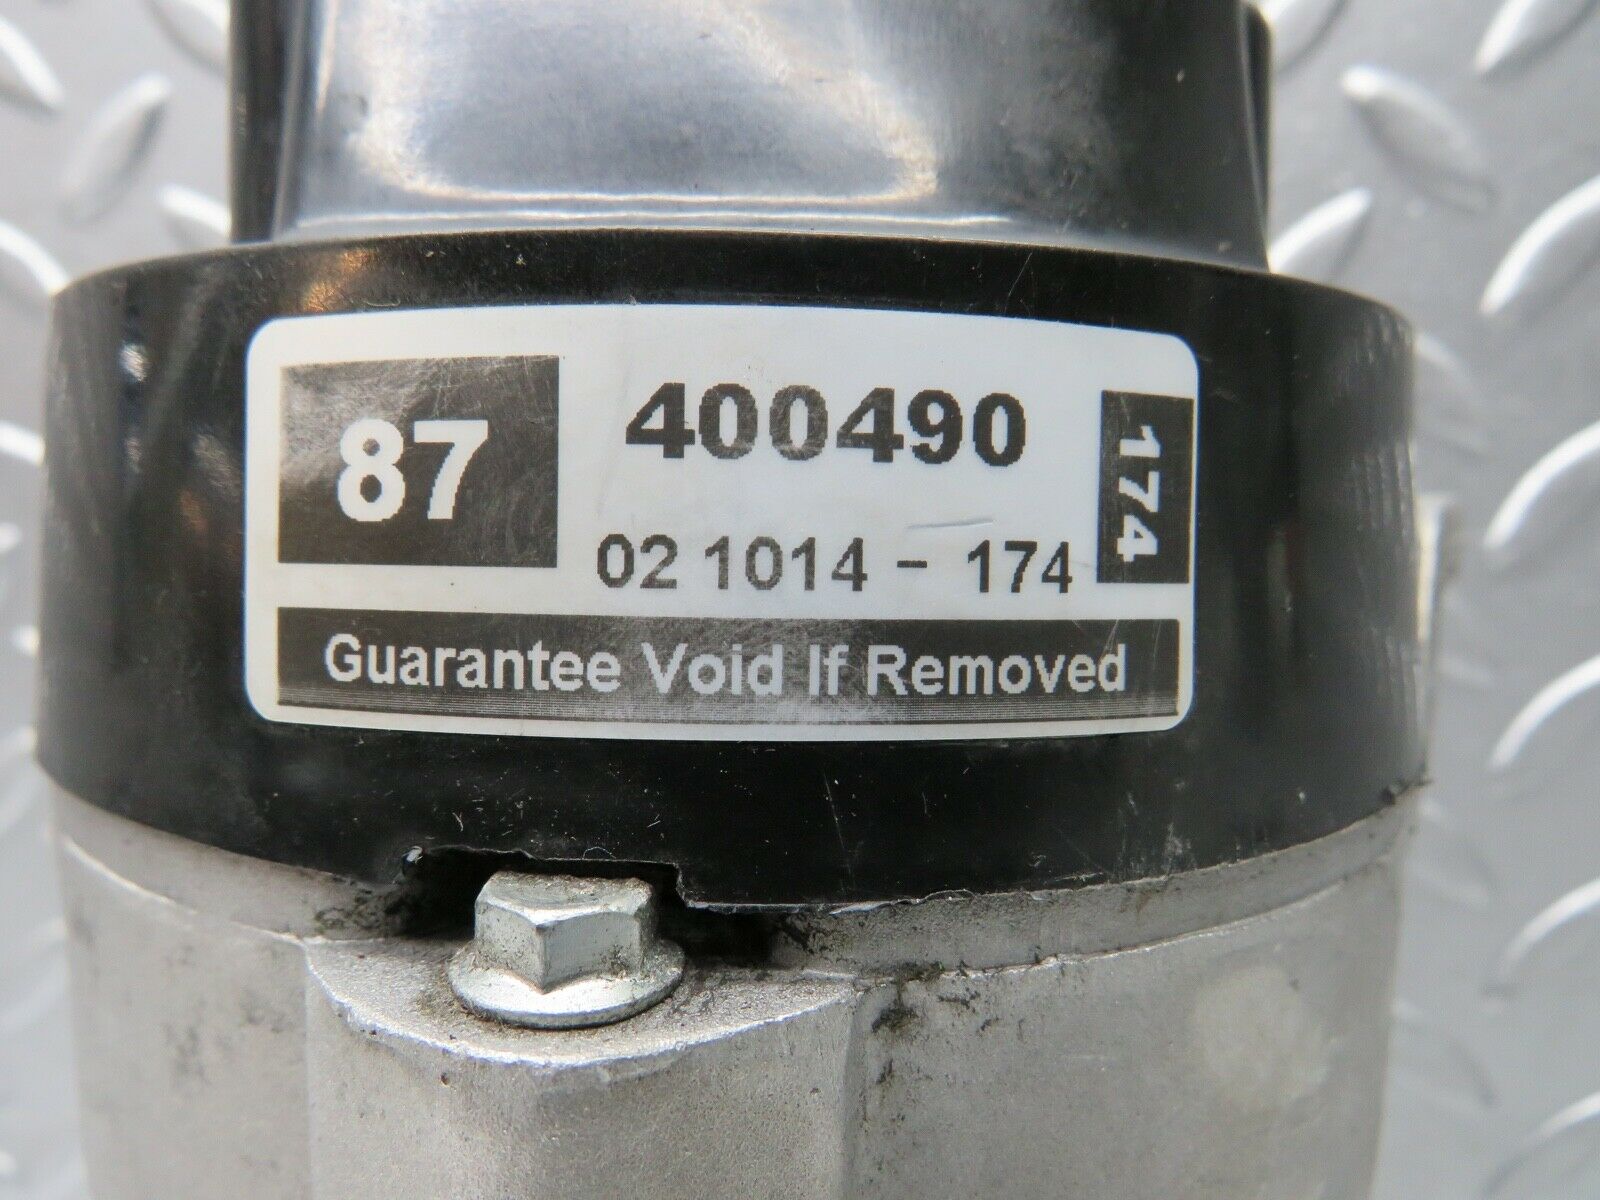 87
400490
02 1014 - 174
174
Guarantee Void If Removed